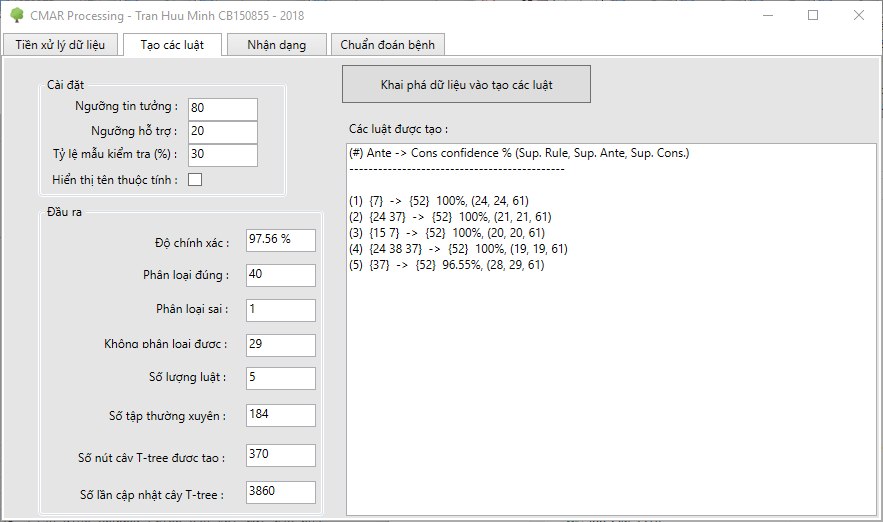 CMAR Processing - Tran Huu Minh CB150855 - 2018
Tiền xử lý dữ liệu
Tạo các luật
Nhận dạng
Chuẩn đoán bệnh
Cài đặt
Ngưỡng tin tưởng : 80
Ngưỡng hỗ trợ : 20
Tỷ lệ mẫu kiểm tra (%) : 30
Hiển thị tên thuộc tính :
Đầu ra
Độ chính xác : 97.56 %
Phân loại đúng : 40
Phân loại sai : 1
Không phân loại được : 29
Số lượng luật : 5
Số tập thường xuyên : 184
Số nút cây T-tree được tạo : 370
Số lần cập nhật cây T-tree : 3860
Khai phá dữ liệu vào tạo các luật
Các luật được tạo :
(#) Ante -> Cons confidence % (Sup. Rule, Sup. Ante, Sup. Cons.)
--------------------------------------------
(1) {7} -> {52} 100%, (24, 24, 61)
(2) {24 37} -> {52} 100%, (21, 21, 61)
(3) {15 7} -> {52} 100%, (20, 20, 61)
(4) {24 38 37} -> {52} 100%, (19, 19, 61)
(5) {37} -> {52} 96.55%, (28, 29, 61)